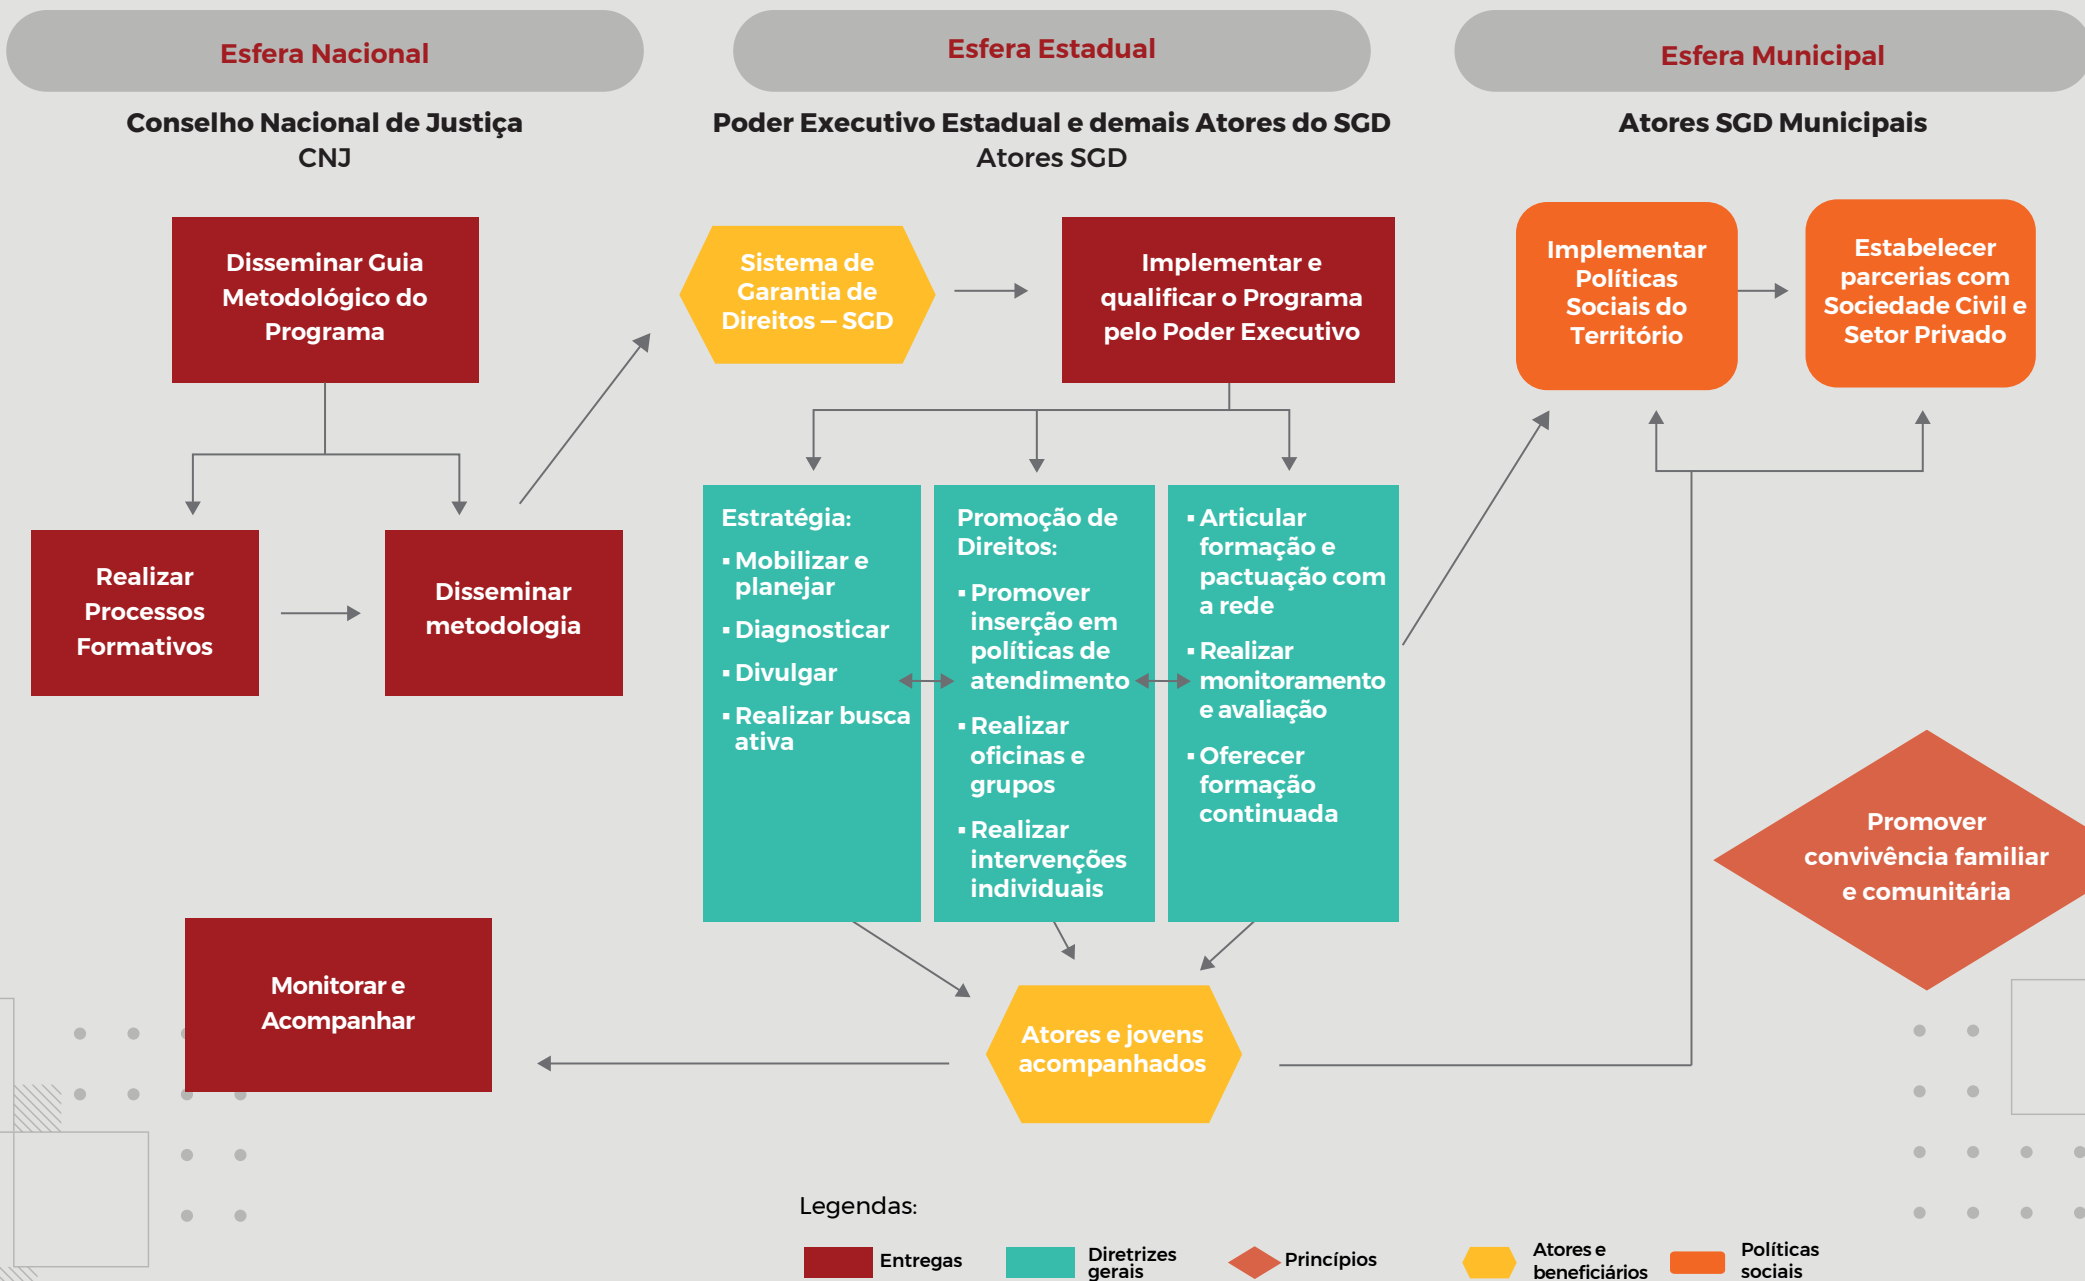 Esfera Nacional
Conselho Nacional de Justiça
CNJ
Disseminar Guia
Metodológico do
Programa
Realizar
Processos
Formativos
Disseminar
metodologia
Monitorar e
Acompanhar
Esfera Estadual
Poder Executivo Estadual e demais Atores do SGD
Atores SGD
Sistema de
Garantia de
Direitos — SGD
Implementar e
qualificar o Programa
pelo Poder Executivo
Estratégia:
▪ Mobilizar e
planejar
▪ Diagnosticar
▪ Divulgar
▪ Realizar busca
ativa
Promoção de
Direitos:
▪ Promover
inserção em
políticas de
atendimento
▪ Realizar
oficinas e
grupos
▪ Realizar
intervenções
individuais
▪ Articular
formação e
pactuação com
a rede
▪ Realizar
monitoramento
e avaliação
▪ Oferecer
formação
continuada
Atores e jovens
acompanhados
Esfera Municipal
Atores SGD Municipais
Implementar
Políticas
Sociais do
Território
Estabelecer
parcerias com
Sociedade Civil e
Setor Privado
Promover
convivência familiar
e comunitária
Legendas:
Entregas
Diretrizes
gerais
Princípios
Atores e
beneficiários
Políticas
sociais